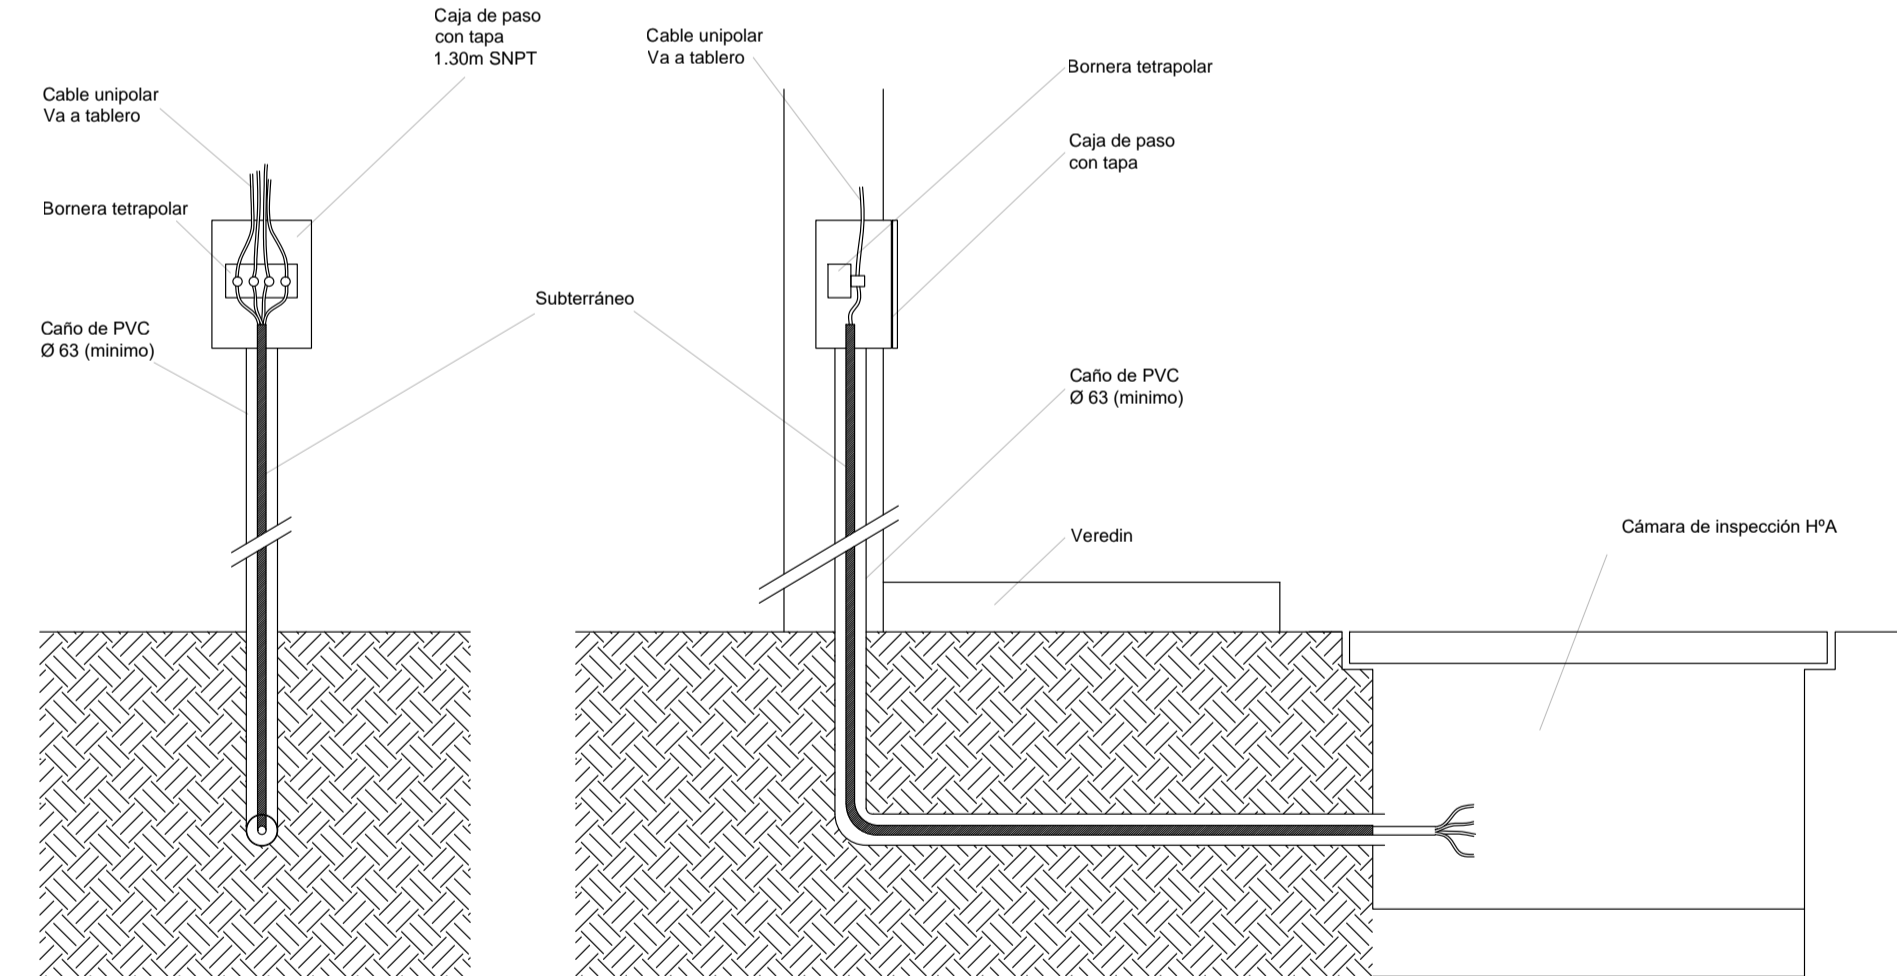 Caja de paso
con tapa
1.30m SNPT
Cable unipolar
Va a tablero
Bornera tetrapolar
Cable unipolar
Va a tablero
Caja de paso
con tapa
Bornera tetrapolar
Subterráneo
Caño de PVC
Ø 63 (minimo)
Caño de PVC
Ø 63 (minimo)
Veredin
Cámara de inspección HºA